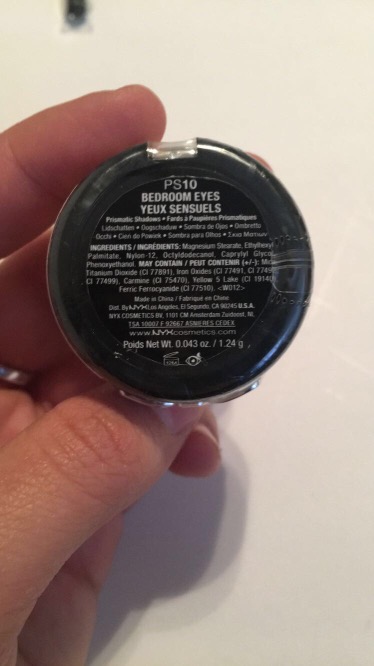 PS10
BEDROOM EYES
YEUX SENSUELS
Prismatic Shadows • Fards à Paupières Prismatiques
Lidschatten • Oogschaduw • Sombra de Ojos • Ombretto
Occhi • Cien do Powiek • Sombra para Olhos • Σκιά Ματιών
INGREDIENTS / INGRÉDIENTS: Magnesium Stearate, Ethylhexyl
Palmitate, Nylon-12, Octyldodecanol, Caprylyl Glycol,
Phenoxyethanol. MAY CONTAIN / PEUT CONTENIR (+/-): Mica,
Titanium Dioxide (CI 77891), Iron Oxides (CI 77491, CI 77492,
CI 77499), Carmine (CI 75470), Yellow 5 Lake (CI 19140),
Ferric Ferrocyanide (CI 77510). <W012>
Made in China / Fabriqué en Chine
Dist. By NYX Los Angeles, El Segundo, CA 90245 U.S.A.
NYX COSMETICS BV, 1101 CM Amsterdam Zuidoost, NL
TSA 10007 F.92667 ASNIERES CEDEX
www.NYXcosmetics.com
Poids Net Wt. 0.043 oz. / 1.24 g